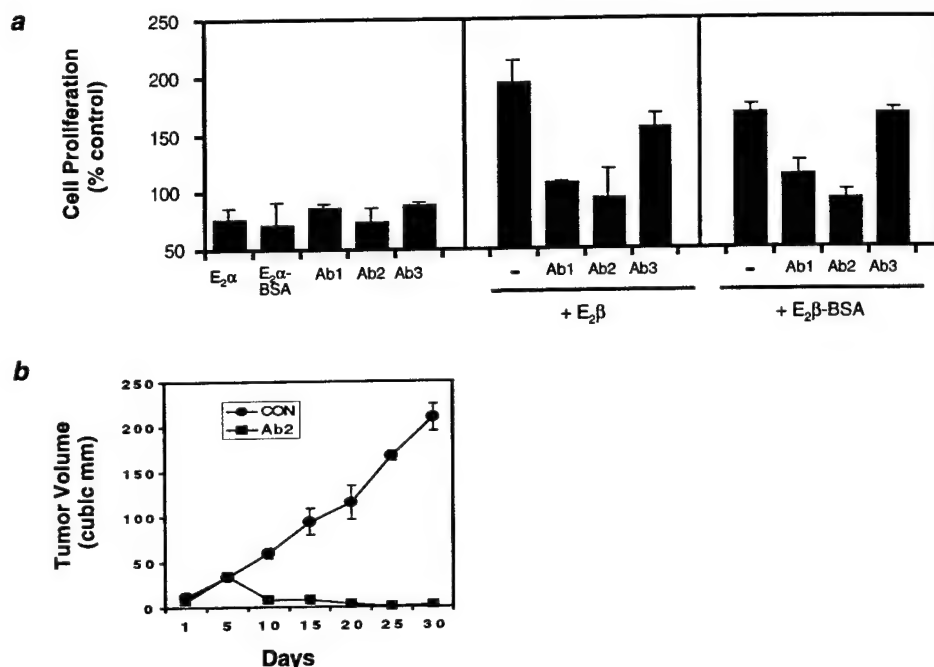 a
Cell Proliferation
(% control)
250
200
150
100
50
E₂α
E₂α-
BSA
Ab1
Ab2
Ab3
-
Ab1
Ab2
Ab3
+ E₂β
-
Ab1
Ab2
Ab3
+ E₂β-BSA
b
Tumor Volume
(cubic mm)
250
200
150
100
50
0
CON
Ab2
1 5 10 15 20 25 30
Days